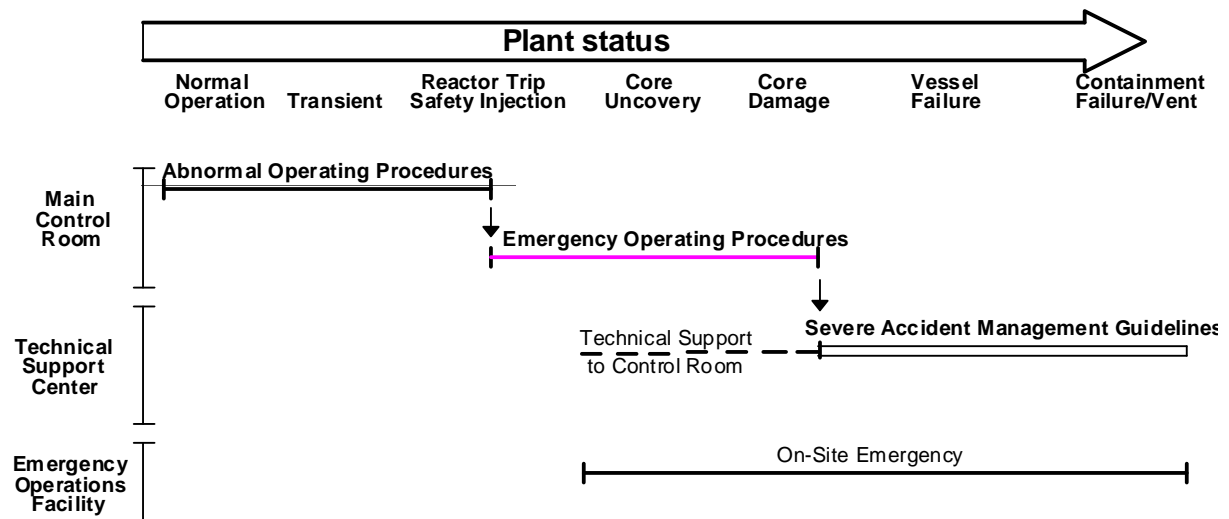 Plant status
Normal
Operation
Transient
Reactor Trip
Safety Injection
Core
Uncovery
Core
Damage
Vessel
Failure
Containment
Failure/Vent
Main
Control
Room
Abnormal Operating Procedures
Emergency Operating Procedures
Technical
Support
Center
Technical Support
to Control Room
Severe Accident Management Guidelines
Emergency
Operations
Facility
On-Site Emergency